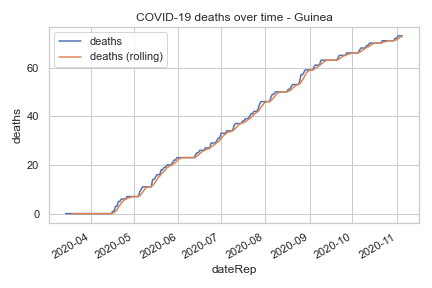 COVID-19 deaths over time - Guinea
deaths
deaths (rolling)
60
40
20
0
deaths
2020-04
2020-05
2020-06
2020-07
2020-08
2020-09
2020-10
2020-11
dateRep